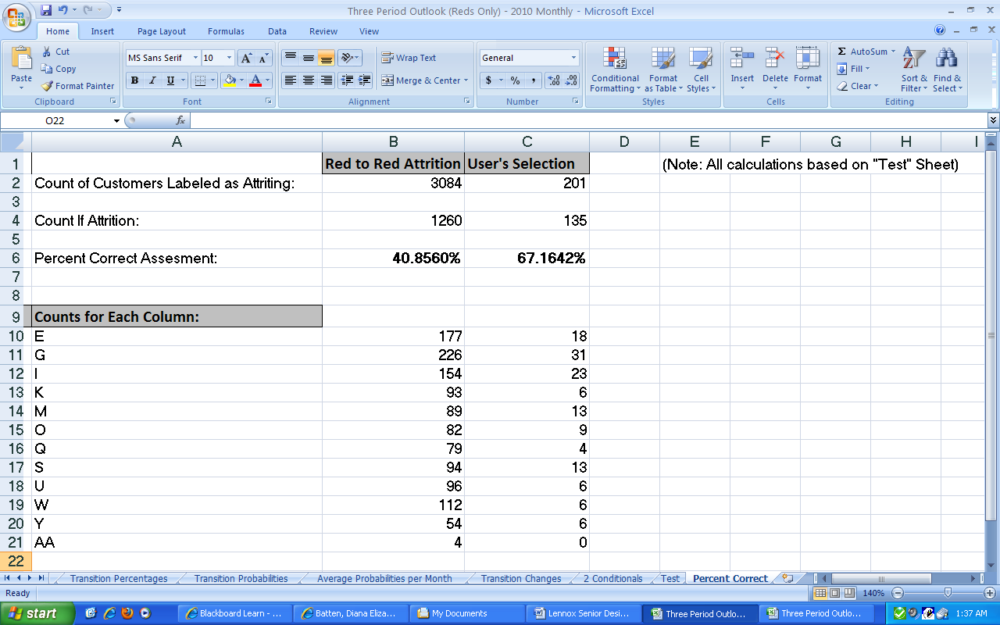 Three Period Outlook (Reds Only) - 2010 Monthly - Microsoft Excel
Home Insert Page Layout Formulas Data Review View
Paste Cut Copy Format Painter Clipboard
MS Sans Serif 10 A A B I U A Font
Wrap Text Merge & Center Alignment
General $ % , .0 .00 .00 .0 Number
Conditional Formatting Format as Table Cell Styles Styles
Insert Delete Format Cells
Σ AutoSum Fill Clear Sort & Filter Find & Select Editing
O22 fx
A B C D E F G H I
1 Red to Red Attrition User's Selection (Note: All calculations based on "Test" Sheet)
2 Count of Customers Labeled as Attriting: 3084 201
3
4 Count If Attrition: 1260 135
5
6 Percent Correct Assesment: 40.8560% 67.1642%
7
8
9 Counts for Each Column:
10 E 177 18
11 G 226 31
12 I 154 23
13 K 93 6
14 M 89 13
15 O 82 9
16 Q 79 4
17 S 94 13
18 U 96 6
19 W 112 6
20 Y 54 6
21 AA 4 0
22
Transition Percentages Transition Probabilities Average Probabilities per Month Transition Changes 2 Conditionals Test Percent Correct
Ready 140%
start Blackboard Learn - ... Batten, Diana Eliza... My Documents Lennox Senior Desi... Three Period Outlo... Three Period Outlo... 1:37 AM